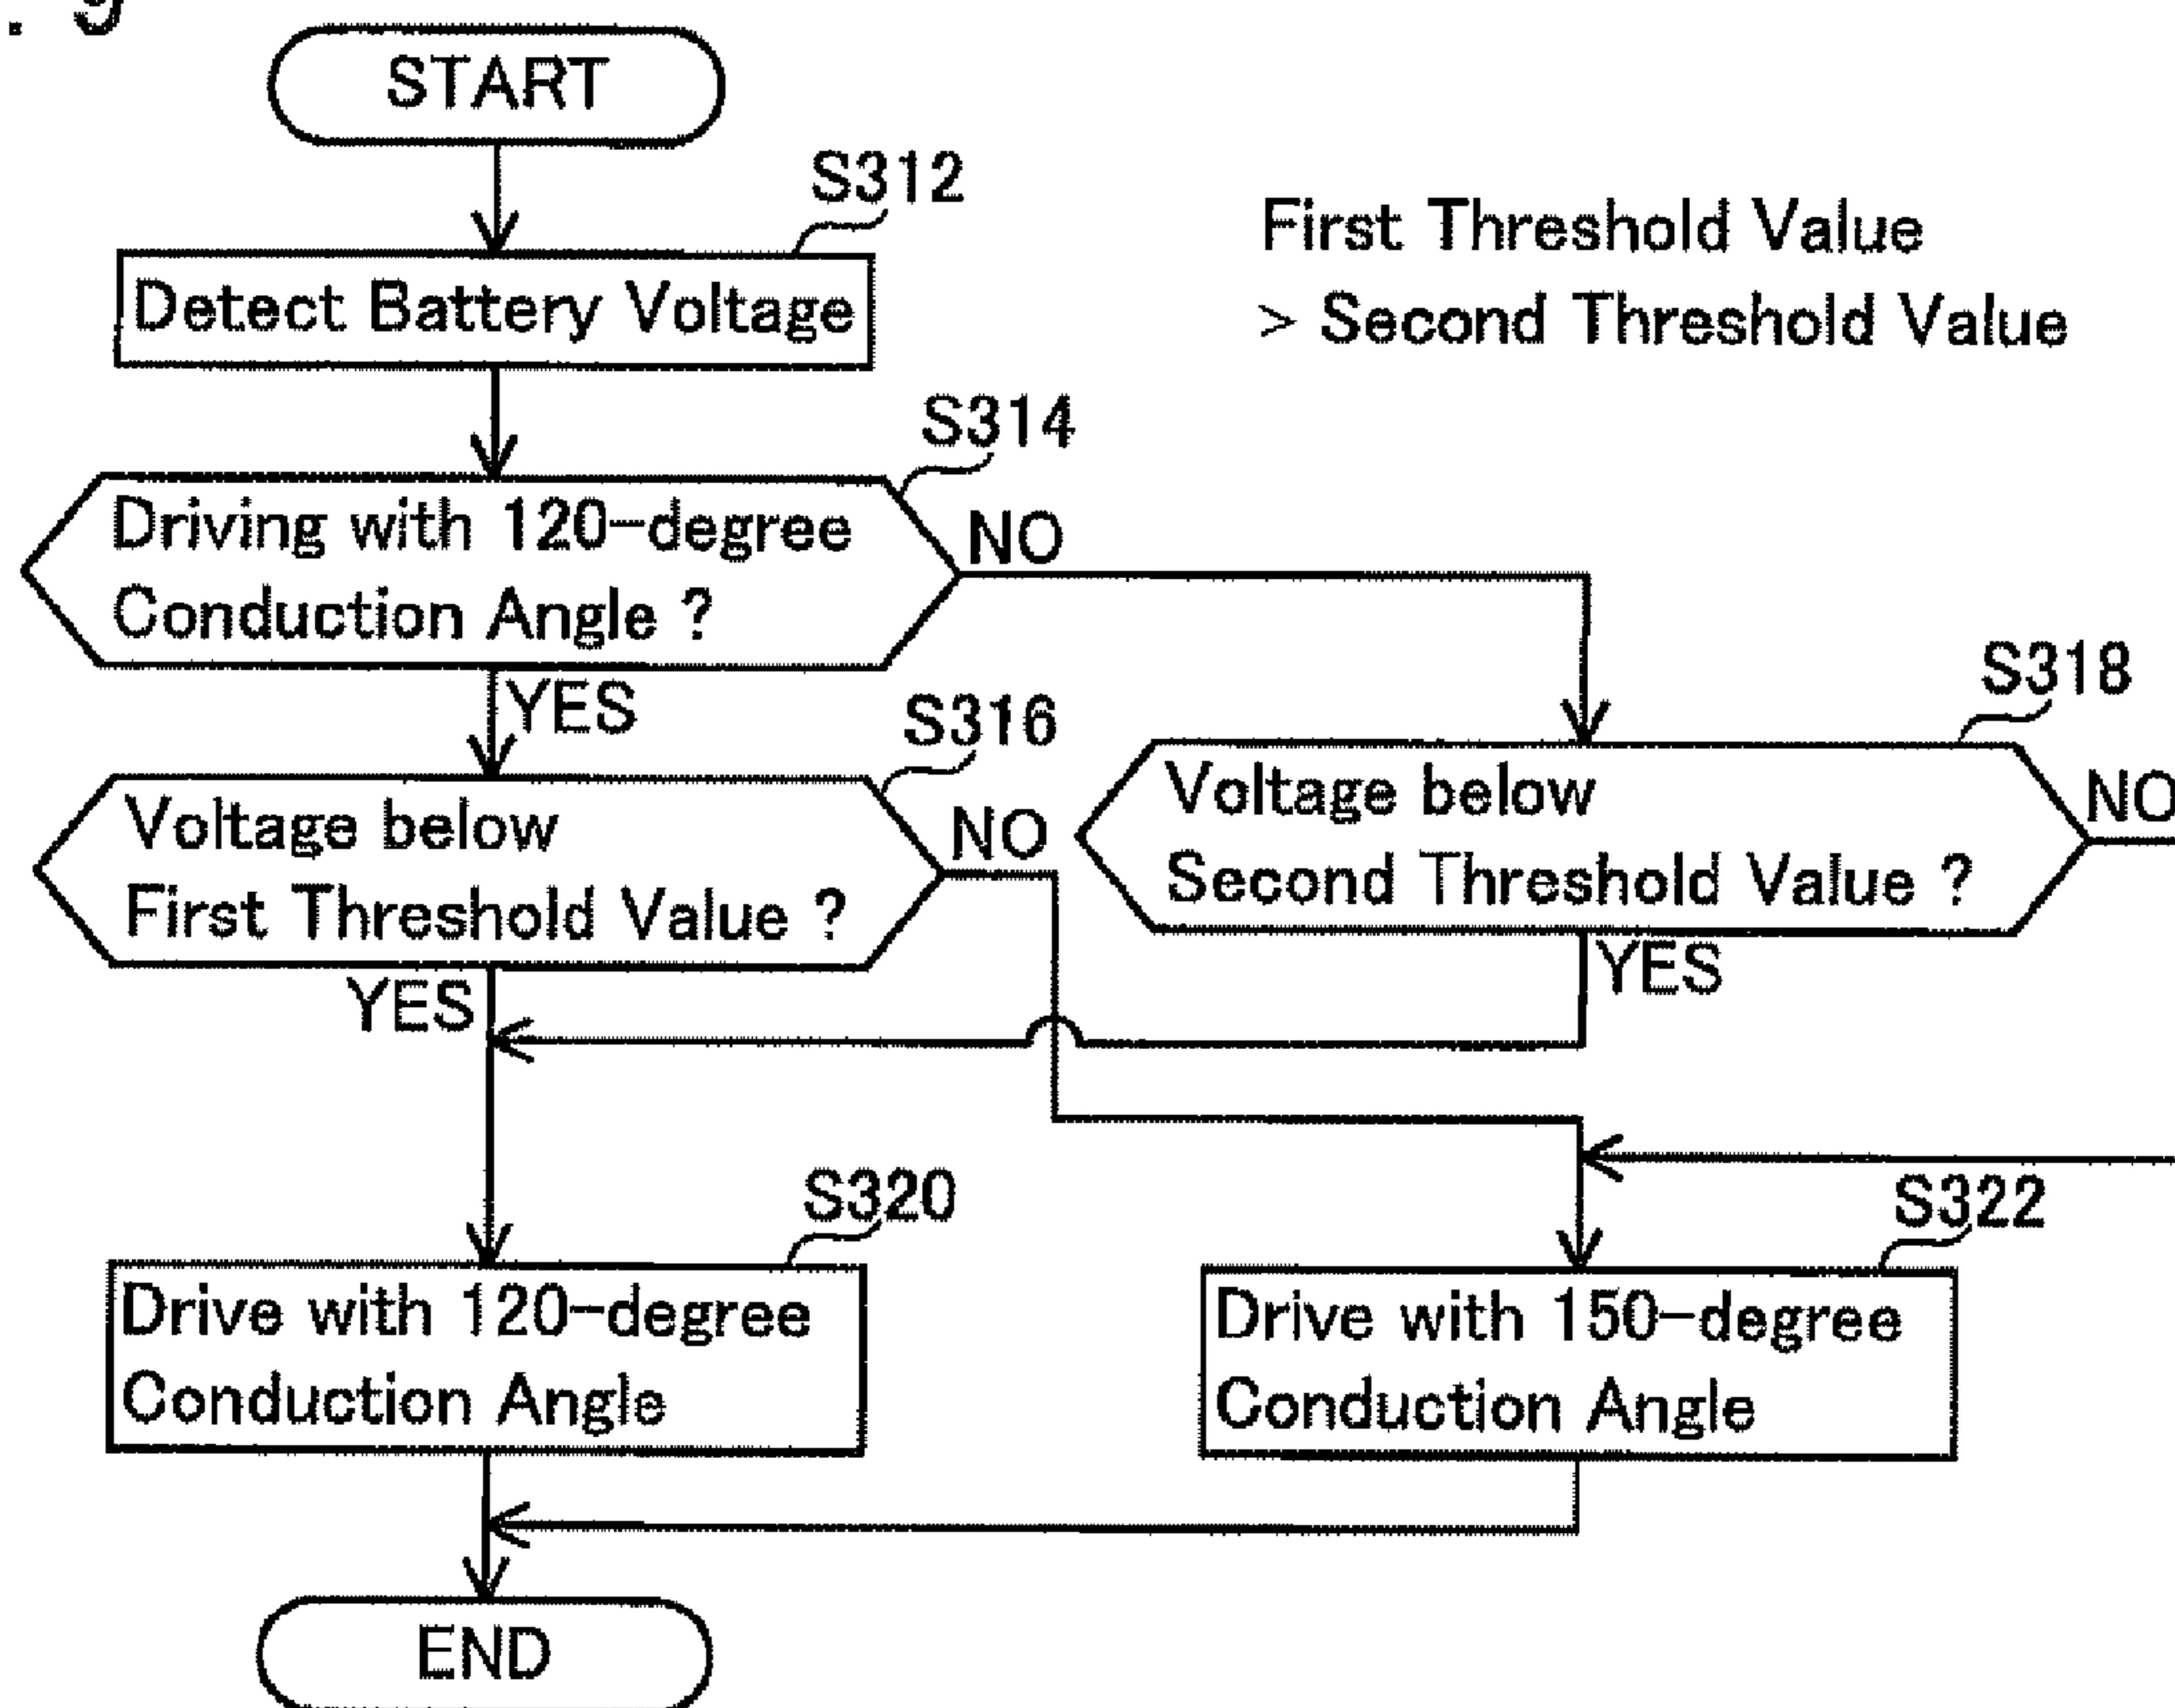 . 9
START
S312
Detect Battery Voltage
First Threshold Value
> Second Threshold Value
S314
Driving with 120-degree
Conduction Angle ?
NO
YES
S316
Voltage below
First Threshold Value ?
NO
YES
S318
Voltage below
Second Threshold Value ?
NO
YES
S320
Drive with 120-degree
Conduction Angle
S322
Drive with 150-degree
Conduction Angle
END